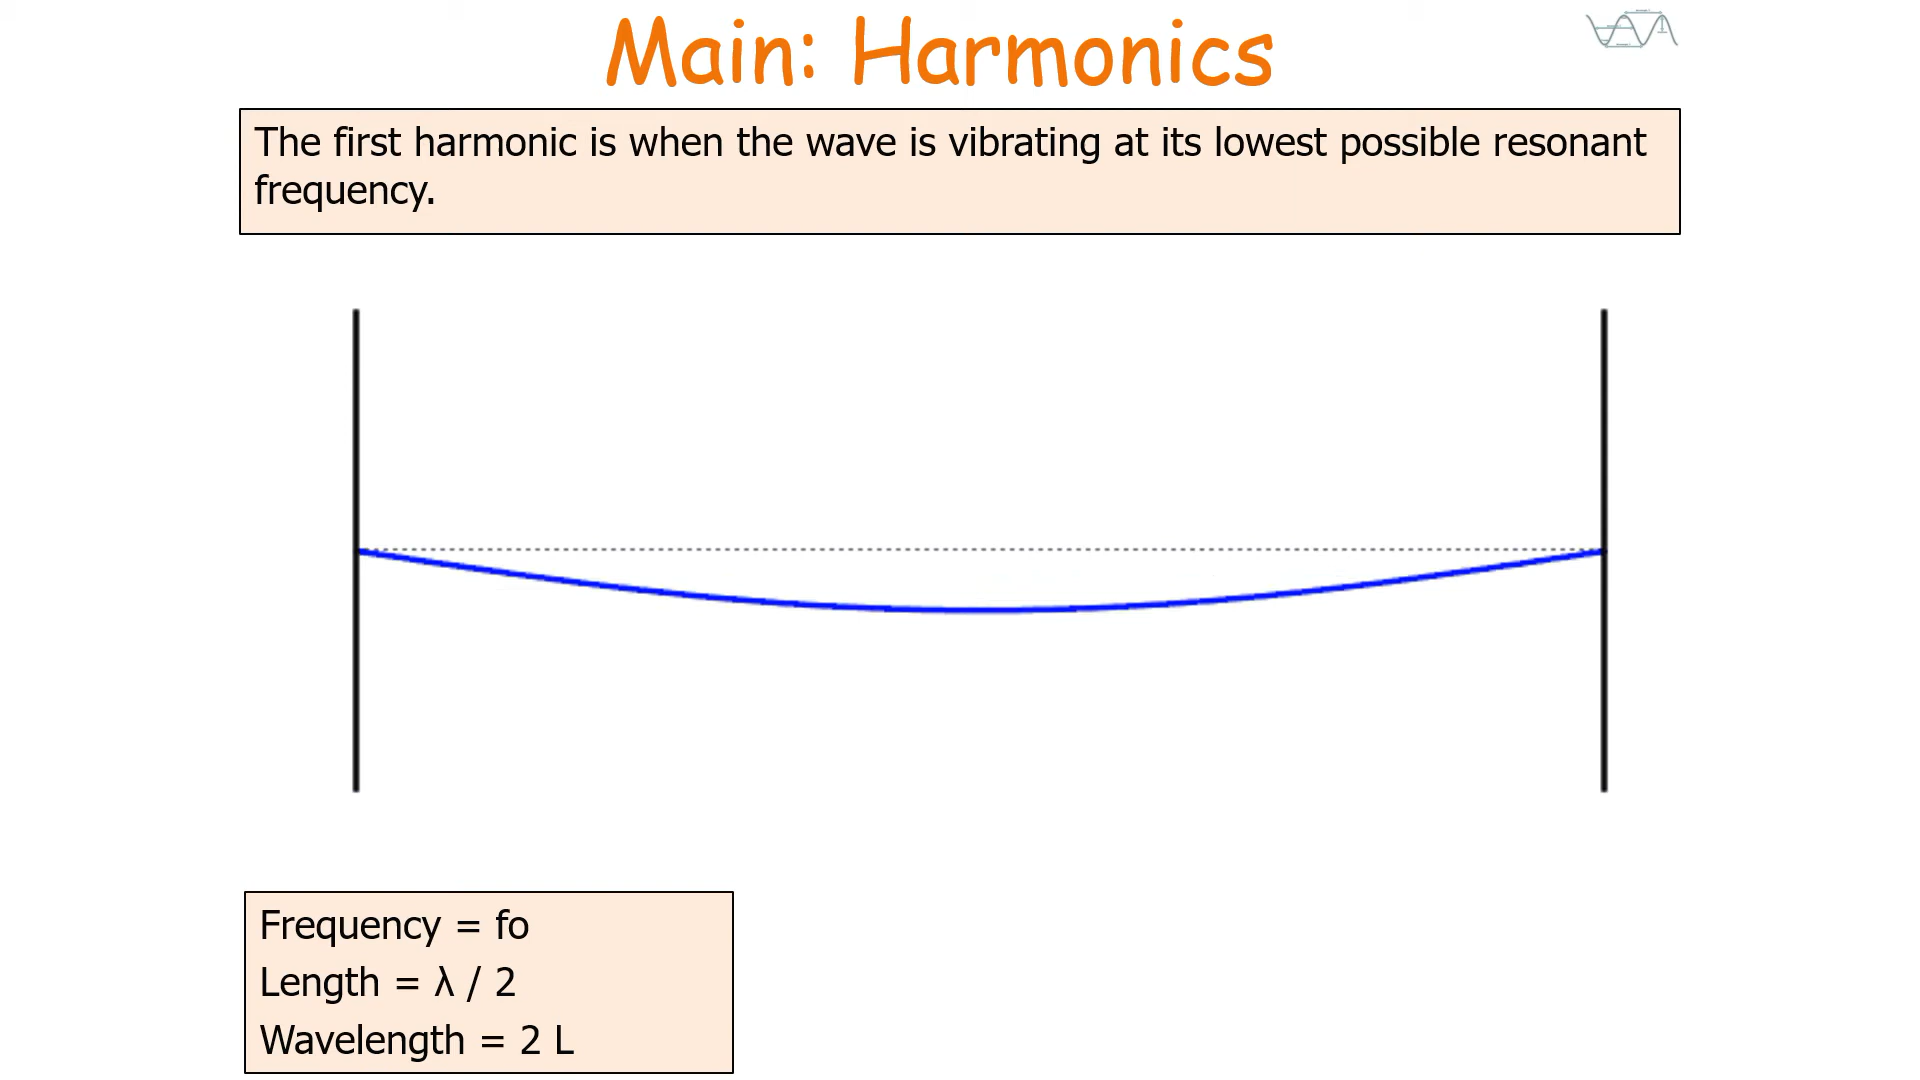 Main: Harmonics
The first harmonic is when the wave is vibrating at its lowest possible resonant
frequency.
Frequency = fo
Length = λ / 2
Wavelength = 2 L